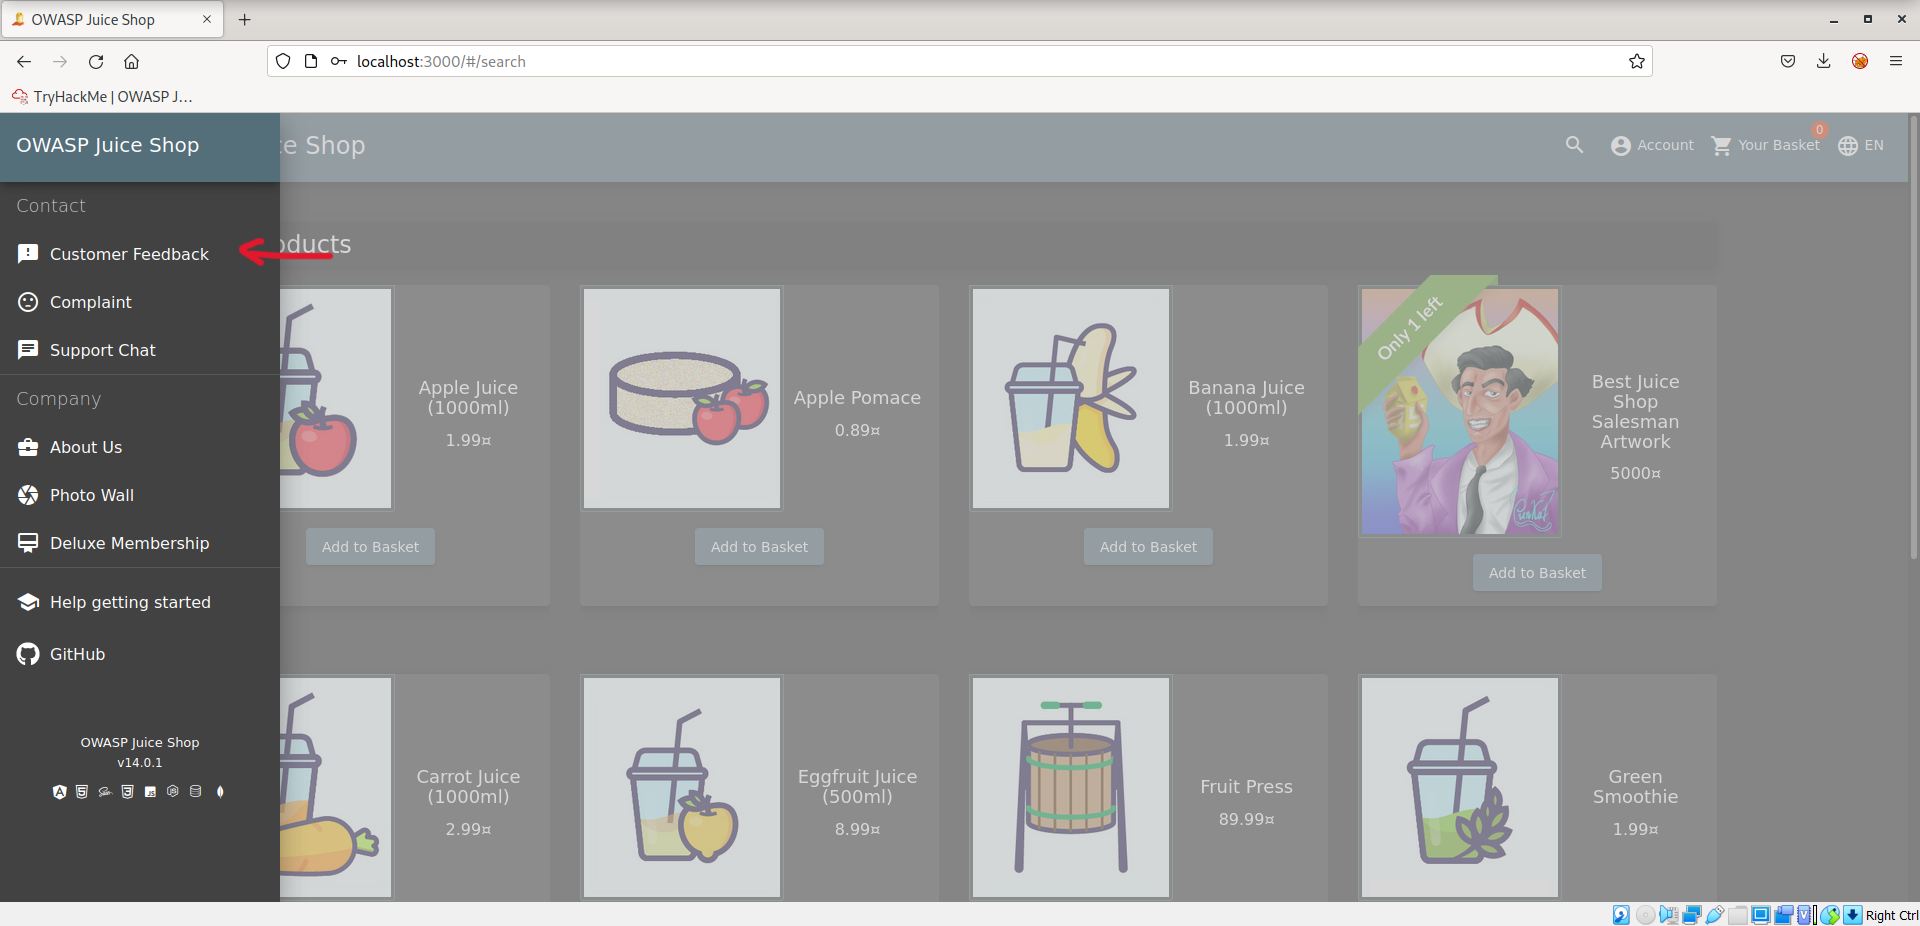 OWASP Juice Shop
localhost:3000/#/search
TryHackMe | OWASP J...
OWASP Juice Shop
ce Shop
0
Account
Your Basket
EN
Contact
Customer Feedback
Complaint
Support Chat
Company
About Us
Photo Wall
Deluxe Membership
Help getting started
GitHub
OWASP Juice Shop
v14.0.1
oducts
Apple Juice
(1000ml)
1.99¤
Add to Basket
Apple Pomace
0.89¤
Add to Basket
Banana Juice
(1000ml)
1.99¤
Add to Basket
Only 1 left
Best Juice
Shop
Salesman
Artwork
5000¤
Add to Basket
Carrot Juice
(1000ml)
2.99¤
Eggfruit Juice
(500ml)
8.99¤
Fruit Press
89.99¤
Green
Smoothie
1.99¤
Right Ctrl